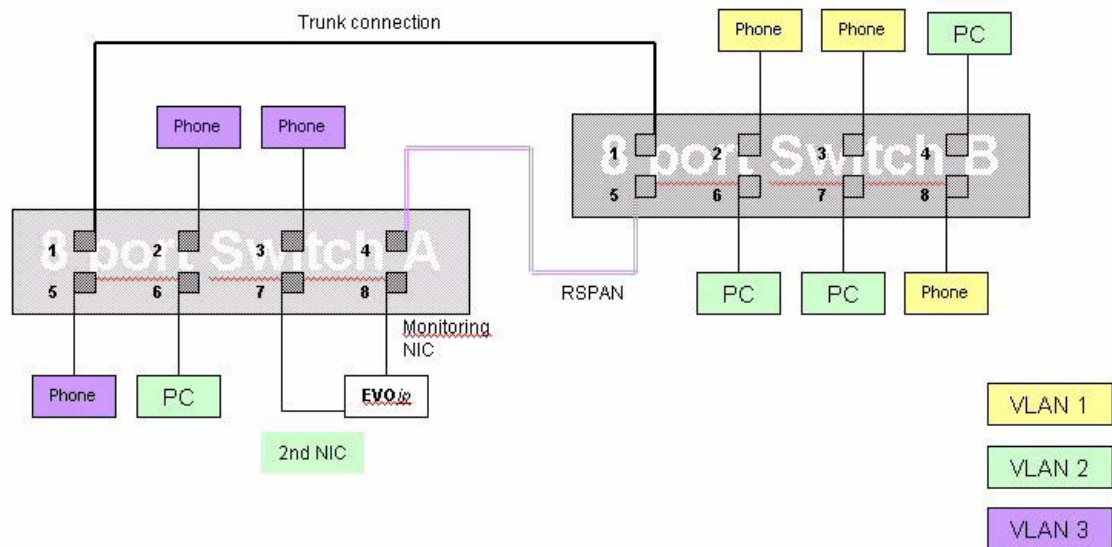 Trunk connection
Phone
Phone
PC
8 port Switch B
1
2
3
4
5
6
7
8
Phone
Phone
8 port Switch A
1
2
3
4
5
6
7
8
RSPAN
PC
PC
Phone
Monitoring
NIC
Phone
PC
EVOip
2nd NIC
VLAN 1
VLAN 2
VLAN 3